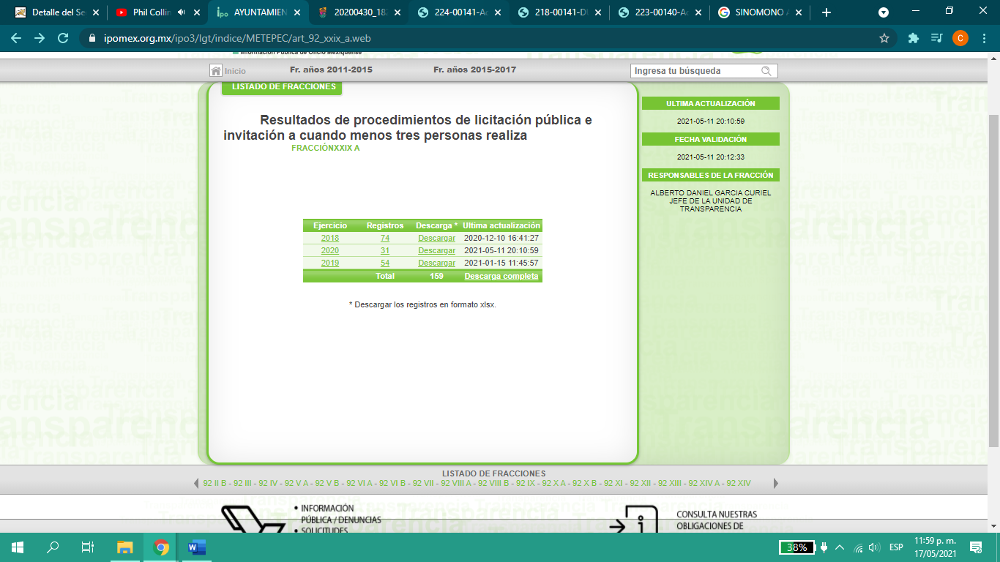 Detalle del Se
Phil Collin
AYUNTAMIEN
20200430_182
224-00141-Ac
218-00141-D
223-00140-Ac
SINOMONO A
ipomex.org.mx/ipo3/lgt/indice/METEPEC/art_92_xxix_a.web
C
Información Pública de Oficio Mexiquense
Inicio
Fr. años 2011-2015
Fr. años 2015-2017
Ingresa tu búsqueda
LISTADO DE FRACCIONES
Resultados de procedimientos de licitación pública e
invitación a cuando menos tres personas realiza
FRACCIÓNXXIX A
Ejercicio Registros Descarga * Ultima actualización
2018 74 Descargar 2020-12-10 16:41:27
2020 31 Descargar 2021-05-11 20:10:59
2019 54 Descargar 2021-01-15 11:45:57
Total 159 Descarga completa
* Descargar los registros en formato xlsx.
ULTIMA ACTUALIZACIÓN
2021-05-11 20:10:59
FECHA VALIDACIÓN
2021-05-11 20:12:33
RESPONSABLES DE LA FRACCIÓN
ALBERTO DANIEL GARCIA CURIEL
JEFE DE LA UNIDAD DE
TRANSPARENCIA
LISTADO DE FRACCIONES
92 II B - 92 III - 92 IV - 92 V A - 92 V B - 92 VI A - 92 VI B - 92 VII - 92 VIII A - 92 VIII B - 92 IX - 92 X A - 92 X B - 92 XI - 92 XII - 92 XIII - 92 XIV A - 92 XIV
• INFORMACIÓN
PÚBLICA / DENUNCIAS
• SOLICITUDES
CONSULTA NUESTRAS
OBLIGACIONES DE
38%
ESP
11:59 p. m.
17/05/2021